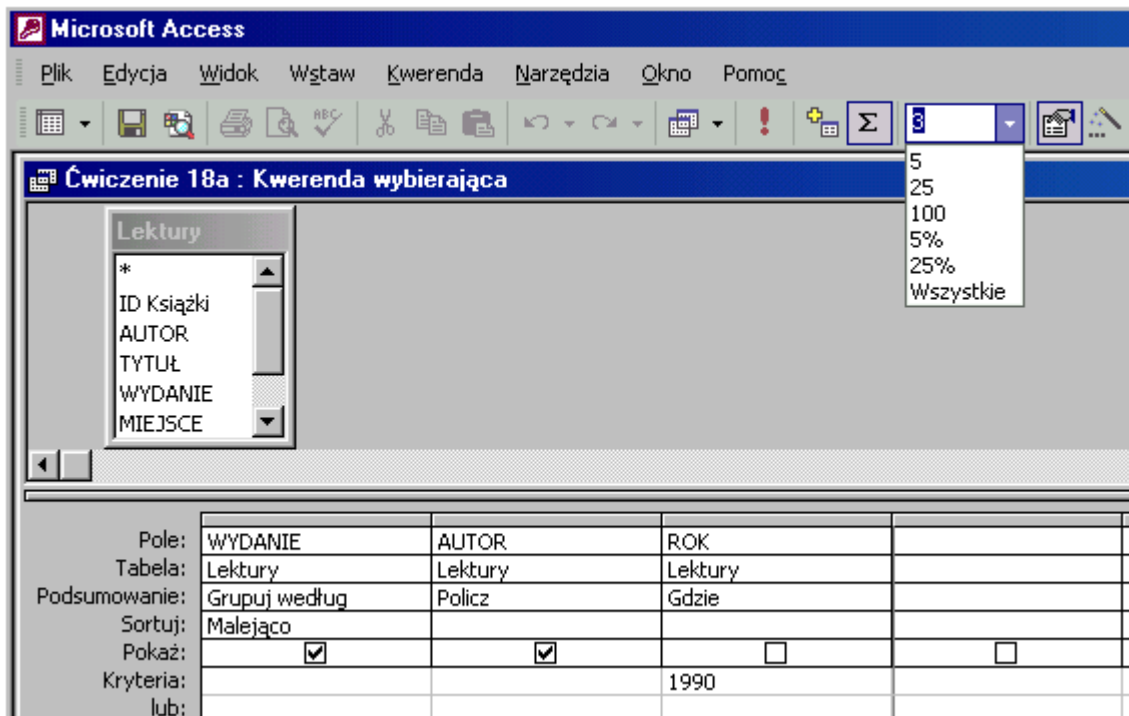 Microsoft Access
Plik Edycja Widok Wstaw Kwerenda Narzędzia Okno Pomoc
ABC Σ 3
5
25
100
5%
25%
Wszystkie
Ćwiczenie 18a : Kwerenda wybierająca
Lektury
*
ID Książki
AUTOR
TYTUŁ
WYDANIE
MIEJSCE
Pole: WYDANIE AUTOR ROK
Tabela: Lektury Lektury Lektury
Podsumowanie: Grupuj według Policz Gdzie
Sortuj: Malejąco
Pokaż:
Kryteria: 1990
lub: